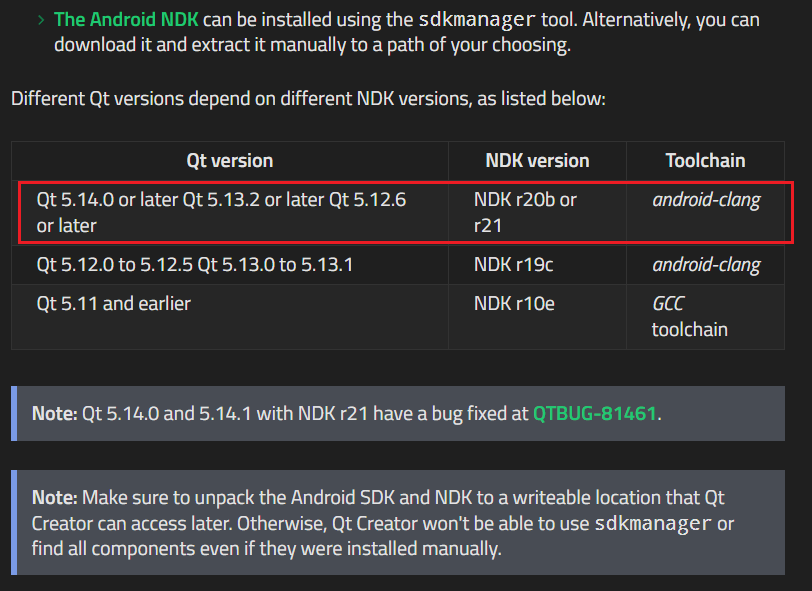 › The Android NDK can be installed using the sdkmanager tool. Alternatively, you can
download it and extract it manually to a path of your choosing.
Different Qt versions depend on different NDK versions, as listed below:
Qt version NDK version Toolchain
Qt 5.14.0 or later Qt 5.13.2 or later Qt 5.12.6 NDK r20b or android-clang
or later r21
Qt 5.12.0 to 5.12.5 Qt 5.13.0 to 5.13.1 NDK r19c android-clang
Qt 5.11 and earlier NDK r10e GCC
toolchain
Note: Qt 5.14.0 and 5.14.1 with NDK r21 have a bug fixed at QTBUG-81461.
Note: Make sure to unpack the Android SDK and NDK to a writeable location that Qt
Creator can access later. Otherwise, Qt Creator won't be able to use sdkmanager or
find all components even if they were installed manually.